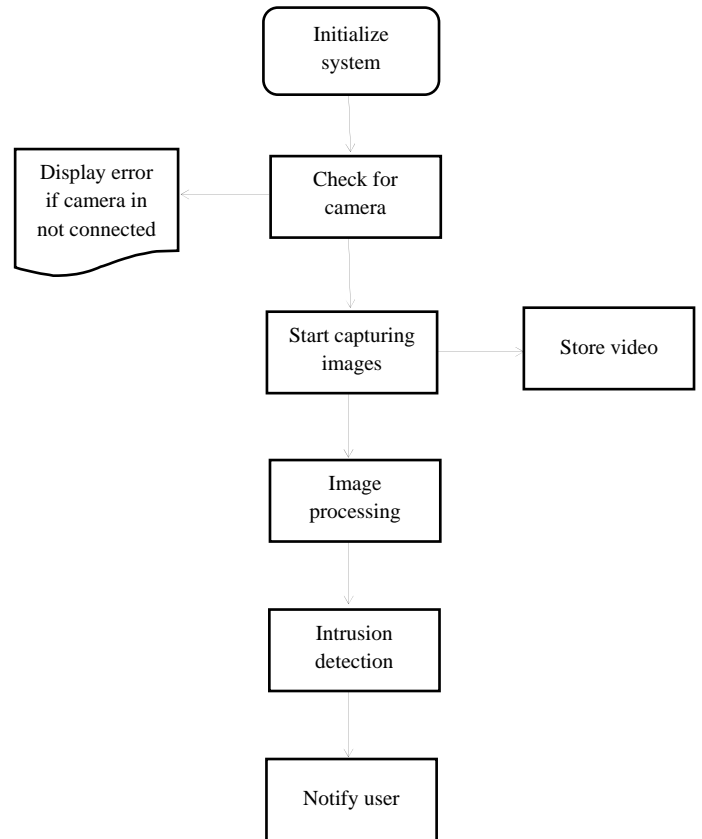 Initialize
system
Display error
if camera in
not connected
Check for
camera
Start capturing
images
Store video
Image
processing
Intrusion
detection
Notify user